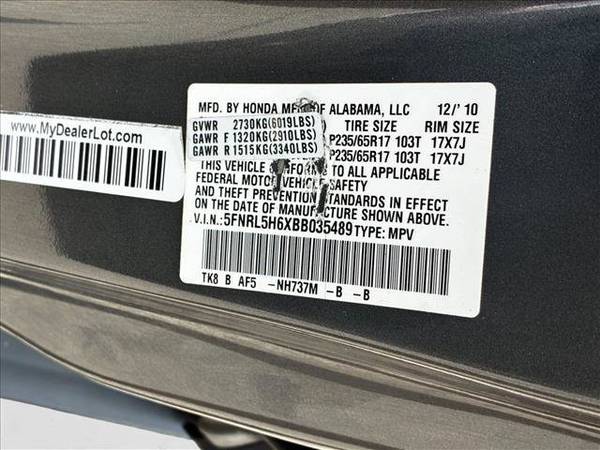 www.MyDealerLot.com
MFD. BY HONDA MFG. OF ALABAMA, LLC 12/' 10
TIRE SIZE RIM SIZE
GVWR 2730KG(6019LBS)
GAWR F 1320KG(2910LBS) P235/65R17 103T 17X7J
GAWR R 1515KG(3340LBS) P235/65R17 103T 17X7J
THIS VEHICLE TO ALL APPLICABLE
FEDERAL MOTOR VEHICLE SAFETY
AND THEFT PREVENTION STANDARDS IN EFFECT
ON THE DATE OF MANUFACTURE SHOWN ABOVE.
V.I.N.: 5FNRL5H6XBB035489 TYPE: MPV
TK8 B AF5 -NH737M -B -B